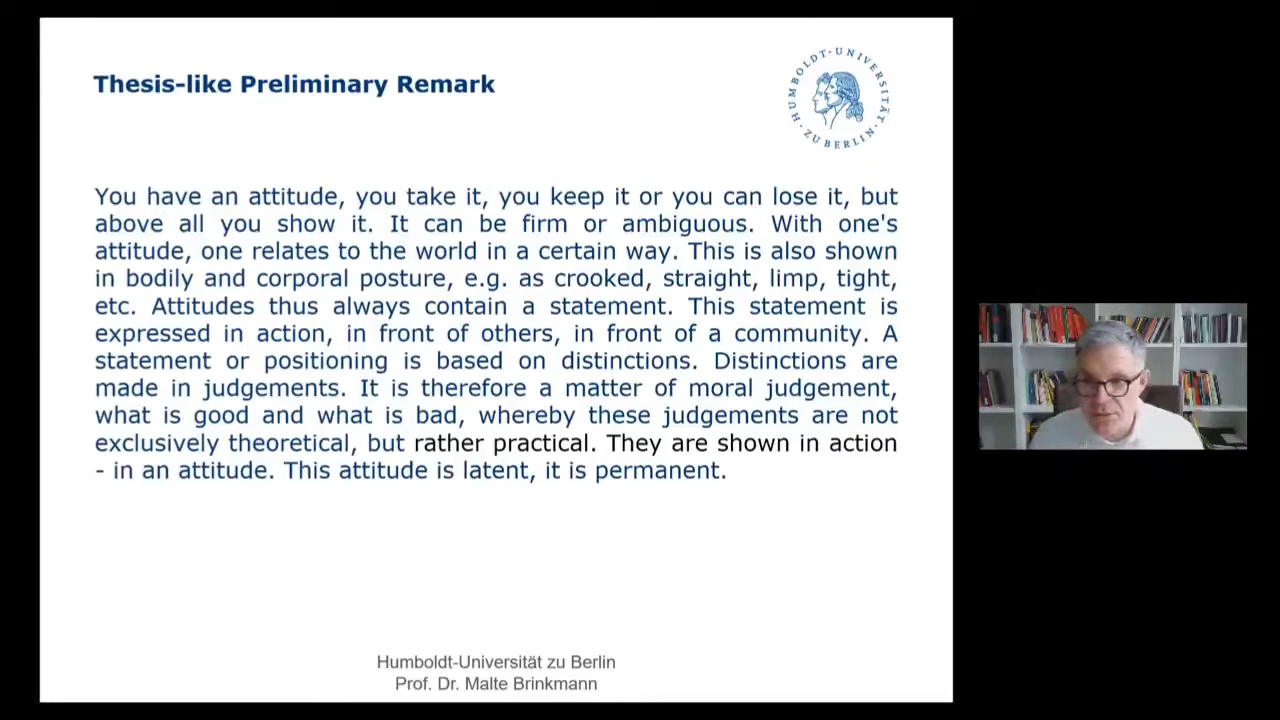 Thesis-like Preliminary Remark
HUMBOLDT-UNIVERSITÄT ZU BERLIN
You have an attitude, you take it, you keep it or you can lose it, but
above all you show it. It can be firm or ambiguous. With one's
attitude, one relates to the world in a certain way. This is also shown
in bodily and corporal posture, e.g. as crooked, straight, limp, tight,
etc. Attitudes thus always contain a statement. This statement is
expressed in action, in front of others, in front of a community. A
statement or positioning is based on distinctions. Distinctions are
made in judgements. It is therefore a matter of moral judgement,
what is good and what is bad, whereby these judgements are not
exclusively theoretical, but rather practical. They are shown in action
- in an attitude. This attitude is latent, it is permanent.
Humboldt-Universität zu Berlin
Prof. Dr. Malte Brinkmann